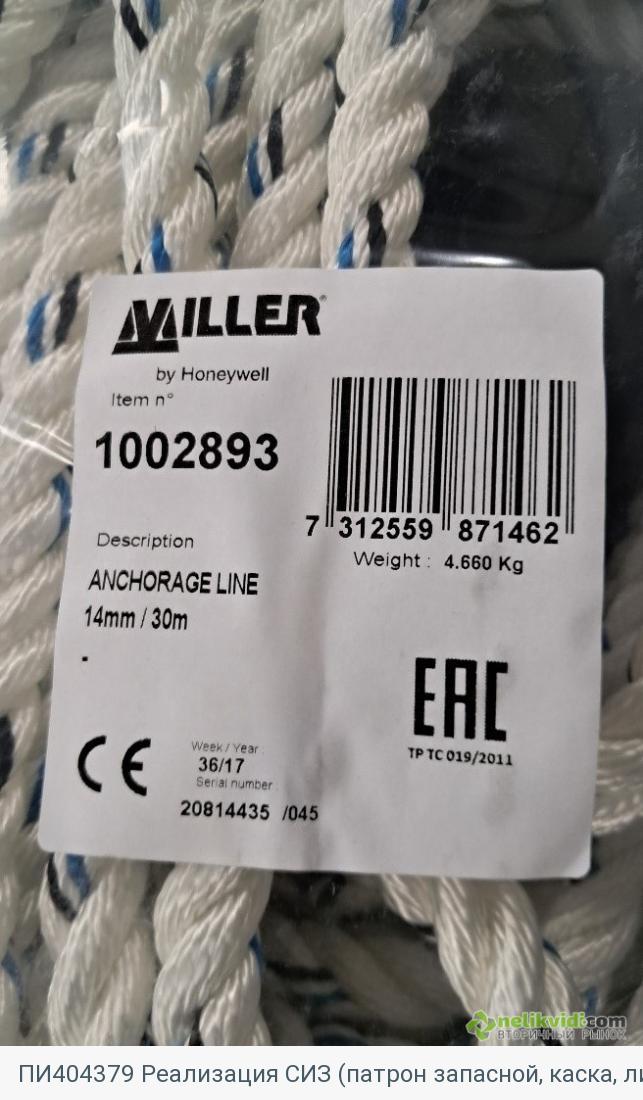 MILLER
by Honeywell
Item n°
1002893
7 312559 871462
Weight : 4.660 Kg
Description
ANCHORAGE LINE
14mm / 30m
-
EAC
TP TC 019/2011
CE
Week / Year :
36/17
Serial number :
20814435 /045
nelikvidi.com
ВТОРИЧНЫЙ РЫНОК
ПИ404379 Реализация СИЗ (патрон запасной, каска, ли